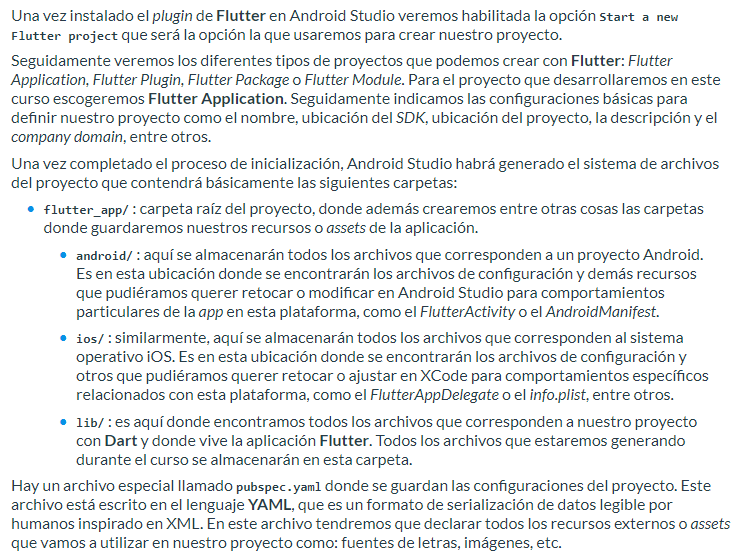 Una vez instalado el plugin de Flutter en Android Studio veremos habilitada la opción Start a new
Flutter project que será la opción la que usaremos para crear nuestro proyecto.
Seguidamente veremos los diferentes tipos de proyectos que podemos crear con Flutter: Flutter
Application, Flutter Plugin, Flutter Package o Flutter Module. Para el proyecto que desarrollaremos en este
curso escogeremos Flutter Application. Seguidamente indicamos las configuraciones básicas para
definir nuestro proyecto como el nombre, ubicación del SDK, ubicación del proyecto, la descripción y el
company domain, entre otros.
Una vez completado el proceso de inicialización, Android Studio habrá generado el sistema de archivos
del proyecto que contendrá básicamente las siguientes carpetas:
• flutter_app/ : carpeta raíz del proyecto, donde además crearemos entre otras cosas las carpetas
donde guardaremos nuestros recursos o assets de la aplicación.
• android/ : aquí se almacenarán todos los archivos que corresponden a un proyecto Android.
Es en esta ubicación donde se encontrarán los archivos de configuración y demás recursos
que pudiéramos querer retocar o modificar en Android Studio para comportamientos
particulares de la app en esta plataforma, como el FlutterActivity o el AndroidManifest.
• ios/ : similarmente, aquí se almacenarán todos los archivos que corresponden al sistema
operativo iOS. Es en esta ubicación donde se encontrarán los archivos de configuración y
otros que pudiéramos querer retocar o ajustar en XCode para comportamientos específicos
relacionados con esta plataforma, como el FlutterAppDelegate o el info.plist, entre otros.
• lib/ : es aquí donde encontramos todos los archivos que corresponden a nuestro proyecto
con Dart y donde vive la aplicación Flutter. Todos los archivos que estaremos generando
durante el curso se almacenarán en esta carpeta.
Hay un archivo especial llamado pubspec.yaml donde se guardan las configuraciones del proyecto. Este
archivo está escrito en el lenguaje YAML, que es un formato de serialización de datos legible por
humanos inspirado en XML. En este archivo tendremos que declarar todos los recursos externos o assets
que vamos a utilizar en nuestro proyecto como: fuentes de letras, imágenes, etc.